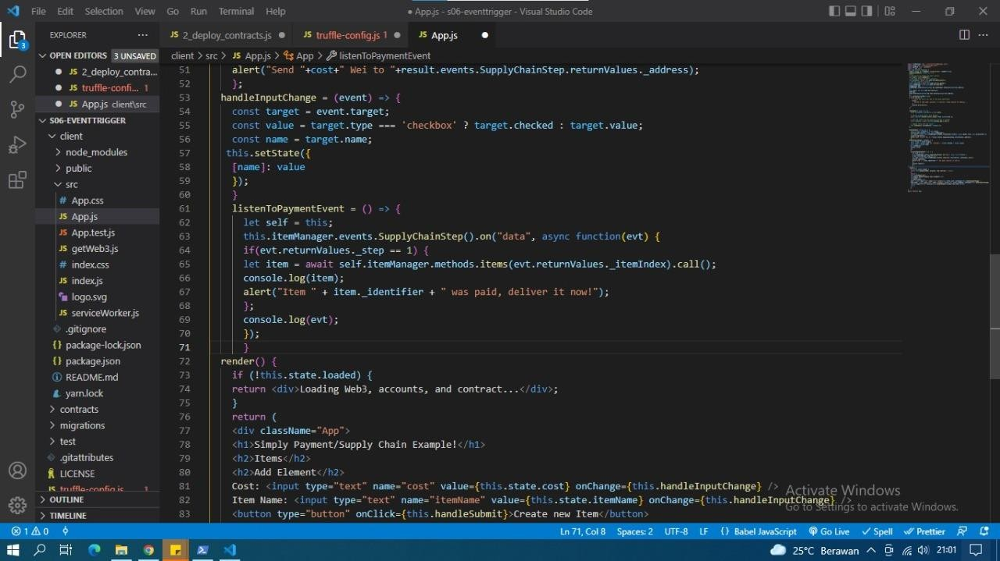 File Edit Selection View Go Run Terminal Help
● App.js - s06-eventtrigger - Visual Studio Code
EXPLORER
OPEN EDITORS 3 UNSAVED
JS 2_deploy_contra...
JS truffle-confi... 1
JS App.js client\src
S06-EVENTTRIGGER
client
node_modules
public
src
# App.css
JS App.js
JS App.test.js
JS getWeb3.js
# index.css
JS index.js
logo.svg
JS serviceWorker.js
.gitignore
{} package-lock.json
{} package.json
README.md
yarn.lock
contracts
migrations
test
.gitattributes
LICENSE
truffle-config.js 1
OUTLINE
TIMELINE
3
JS 2_deploy_contracts.js ● JS truffle-config.js 1 ● JS App.js ●
client > src > JS App.js > App > listenToPaymentEvent
51 alert("Send "+cost+" Wei to "+result.events.SupplyChainStep.returnValues._address);
52 };
53 handleInputChange = (event) => {
54 const target = event.target;
55 const value = target.type === 'checkbox' ? target.checked : target.value;
56 const name = target.name;
57 this.setState({
58 [name]: value
59 });
60 }
61 listenToPaymentEvent = () => {
62 let self = this;
63 this.itemManager.events.SupplyChainStep().on("data", async function(evt) {
64 if(evt.returnValues._step == 1) {
65 let item = await self.itemManager.methods.items(evt.returnValues._itemIndex).call();
66 console.log(item);
67 alert("Item " + item._identifier + " was paid, deliver it now!");
68 };
69 console.log(evt);
70 });
71 }
72 render() {
73 if (!this.state.loaded) {
74 return <div>Loading Web3, accounts, and contract...</div>;
75 }
76 return (
77 <div className="App">
78 <h1>Simply Payment/Supply Chain Example!</h1>
79 <h2>Items</h2>
80 <h2>Add Element</h2>
81 Cost: <input type="text" name="cost" value={this.state.cost} onChange={this.handleInputChange} />
82 Item Name: <input type="text" name="itemName" value={this.state.itemName} onChange={this.handleInputChange} />
83 <button type="button" onClick={this.handleSubmit}>Create new Item</button>
Activate Windows
Go to Settings to activate Windows.
1 0
Ln 71, Col 8 Spaces: 2 UTF-8 LF {} Babel JavaScript Go Live Spell Prettier
25°C Berawan 21:01